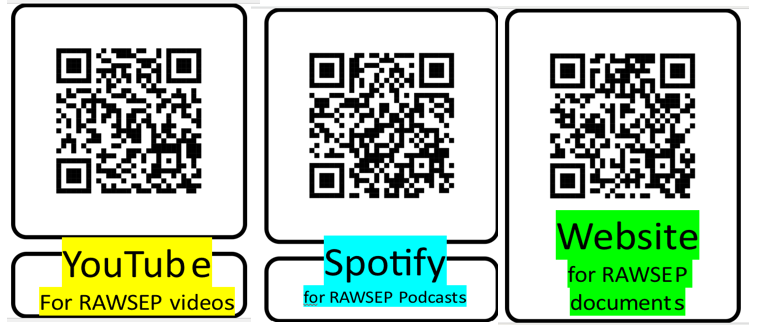 YouTube
For RAWSEP videos
Spotify
for RAWSEP Podcasts
Website
for RAWSEP
documents